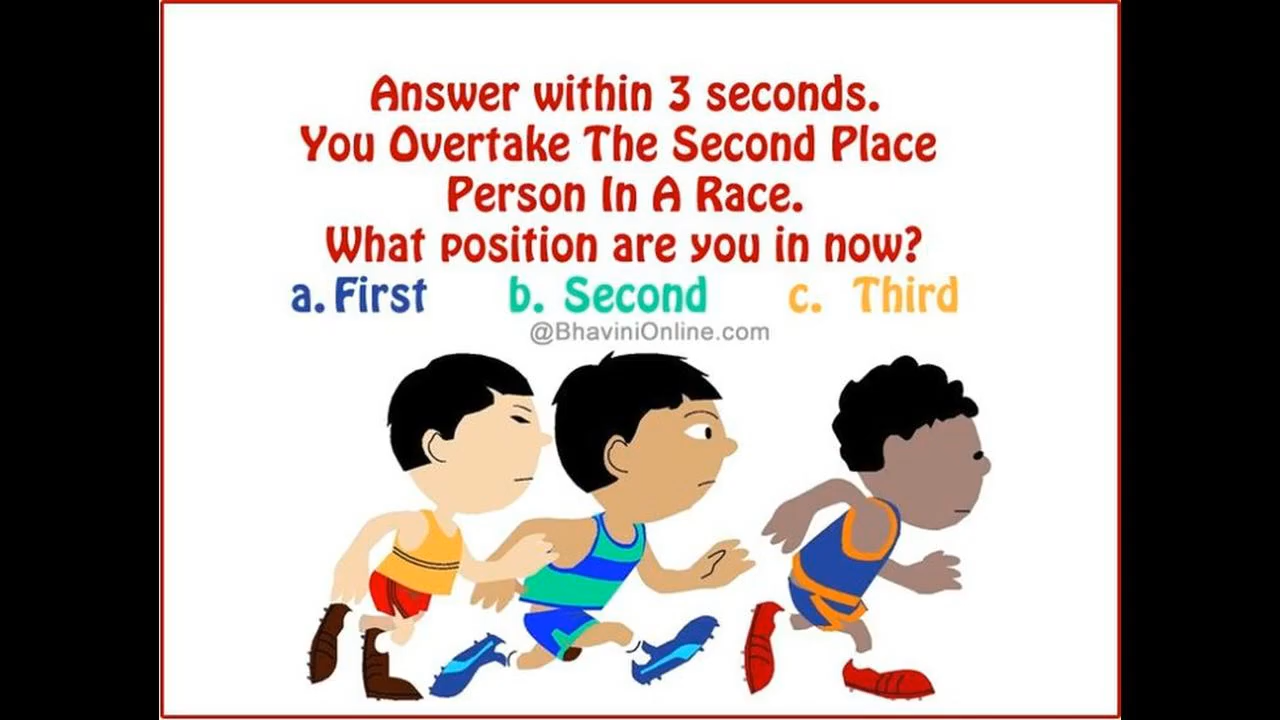 Answer within 3 seconds.
You Overtake The Second Place
Person In A Race.
What position are you in now?
a. First b. Second c. Third
@BhaviniOnline.com